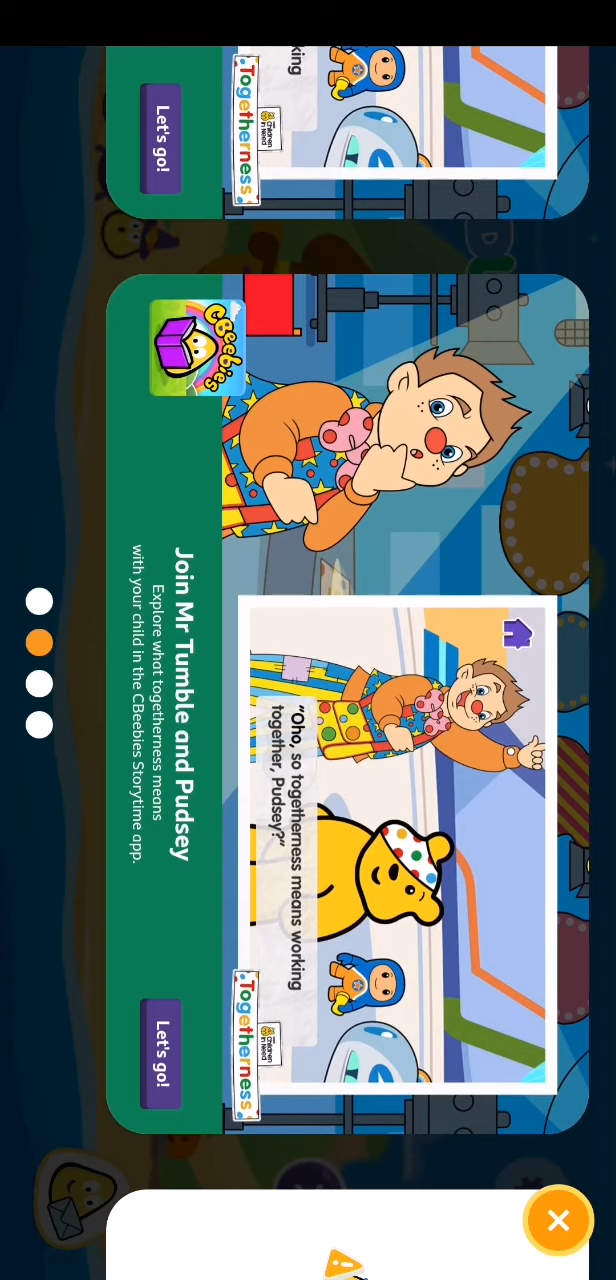 king
Togetherness
BBC Children in Need
Let's go!
CBeebies
"Oho, so togetherness means working
together, Pudsey?"
Togetherness
BBC Children in Need
Join Mr Tumble and Pudsey
Explore what togetherness means
with your child in the CBeebies Storytime app.
Let's go!